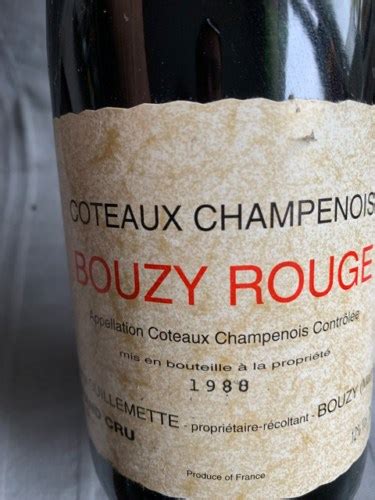 COTEAUX CHAMPENOIS
BOUZY ROUGE
Appellation Coteaux Champenois Contrôlée
mis en bouteille à la propriété
1988
propriétaire-récoltant - BOUZY
CRU
Produce of France